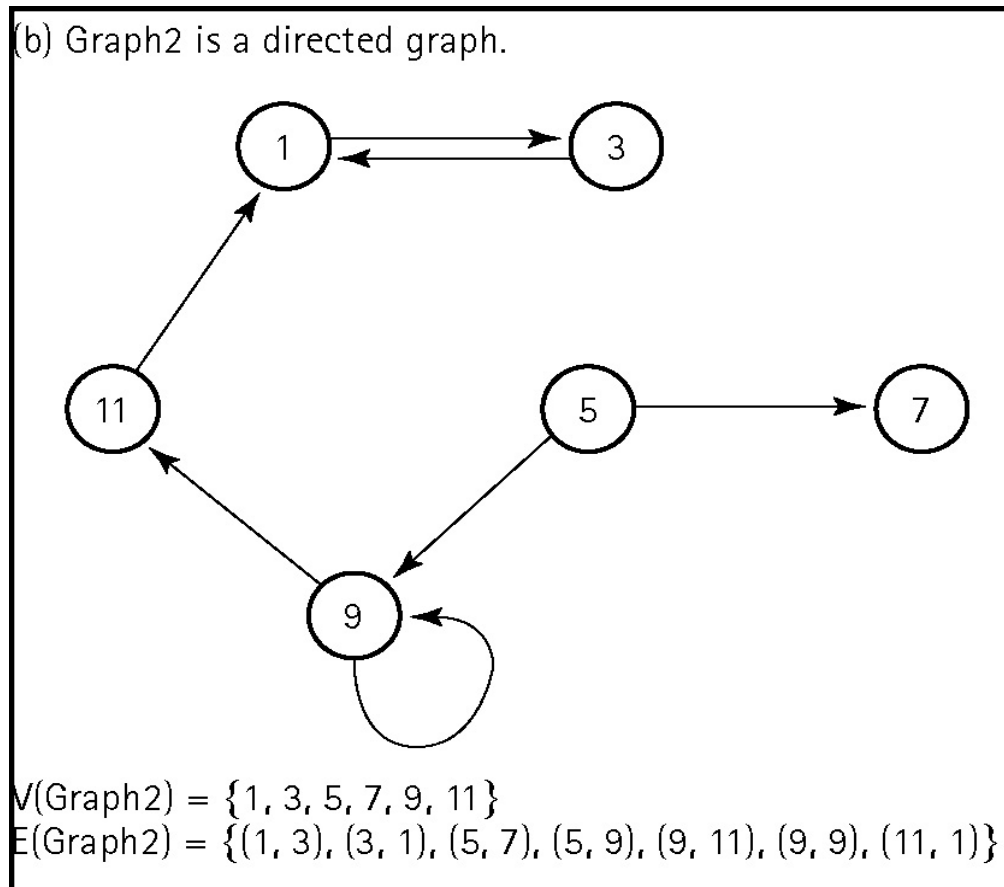 (b) Graph2 is a directed graph.
1 3
11 5 7
9
V(Graph2) = {1, 3, 5, 7, 9, 11}
E(Graph2) = {(1, 3), (3, 1), (5, 7), (5, 9), (9, 11), (9, 9), (11, 1)}